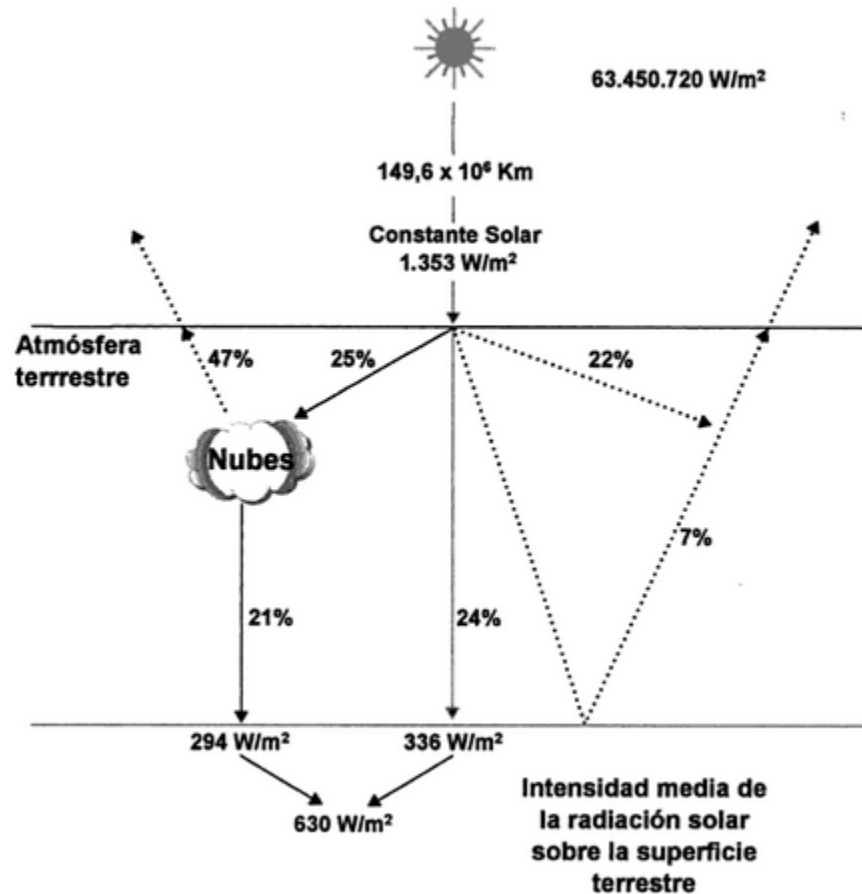 63.450.720 W/m²
149,6 x 10⁶ Km
Constante Solar
1.353 W/m²
Atmósfera
terrrestre
47%
25%
22%
Nubes
7%
21%
24%
294 W/m²
336 W/m²
630 W/m²
Intensidad media de
la radiación solar
sobre la superficie
terrestre